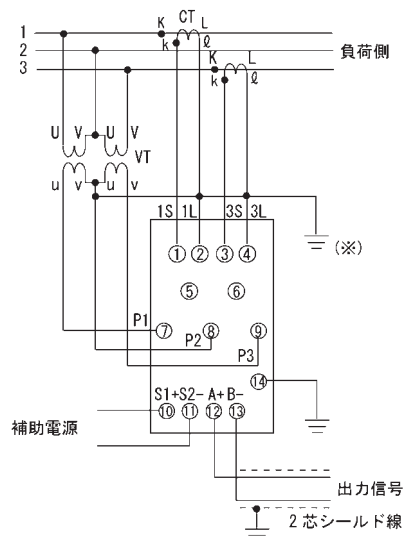 K CT L
1
k ℓ
2
負荷側
K L
3
k ℓ
U V U V
VT
u v u v
1S 1L 3S 3L
(※)
① ② ③ ④
⑤ ⑥
P1 ⑦ ⑧ ⑨
P2
P3
⑭
S1+S2- A+B-
⑩ ⑪ ⑫ ⑬
補助電源
出力信号
2芯シールド線